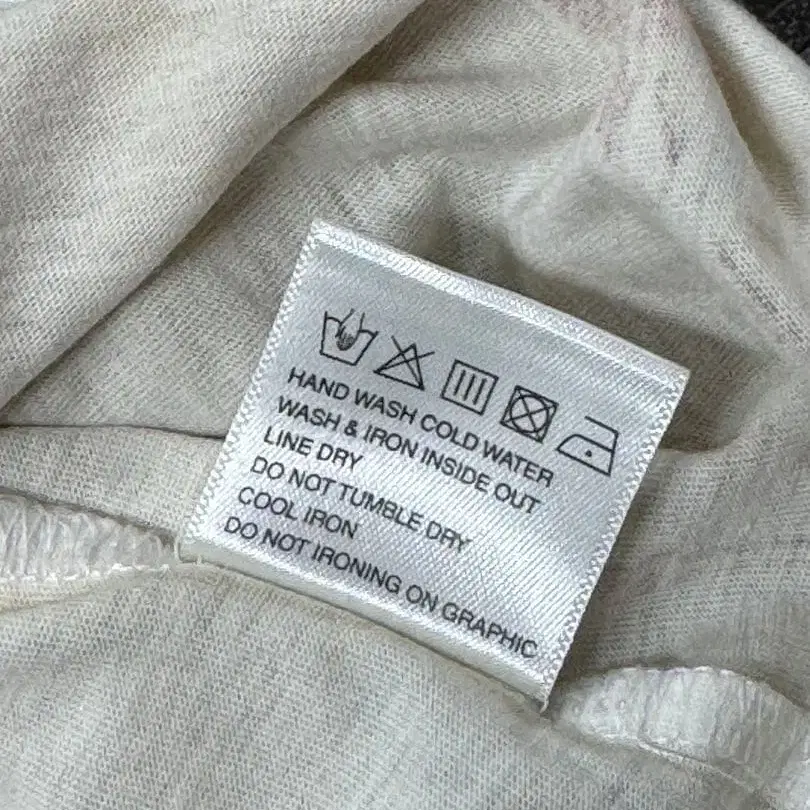 HAND WASH COLD WATER
WASH & IRON INSIDE OUT
LINE DRY
DO NOT TUMBLE DRY
COOL IRON
DO NOT IRONING ON GRAPHIC